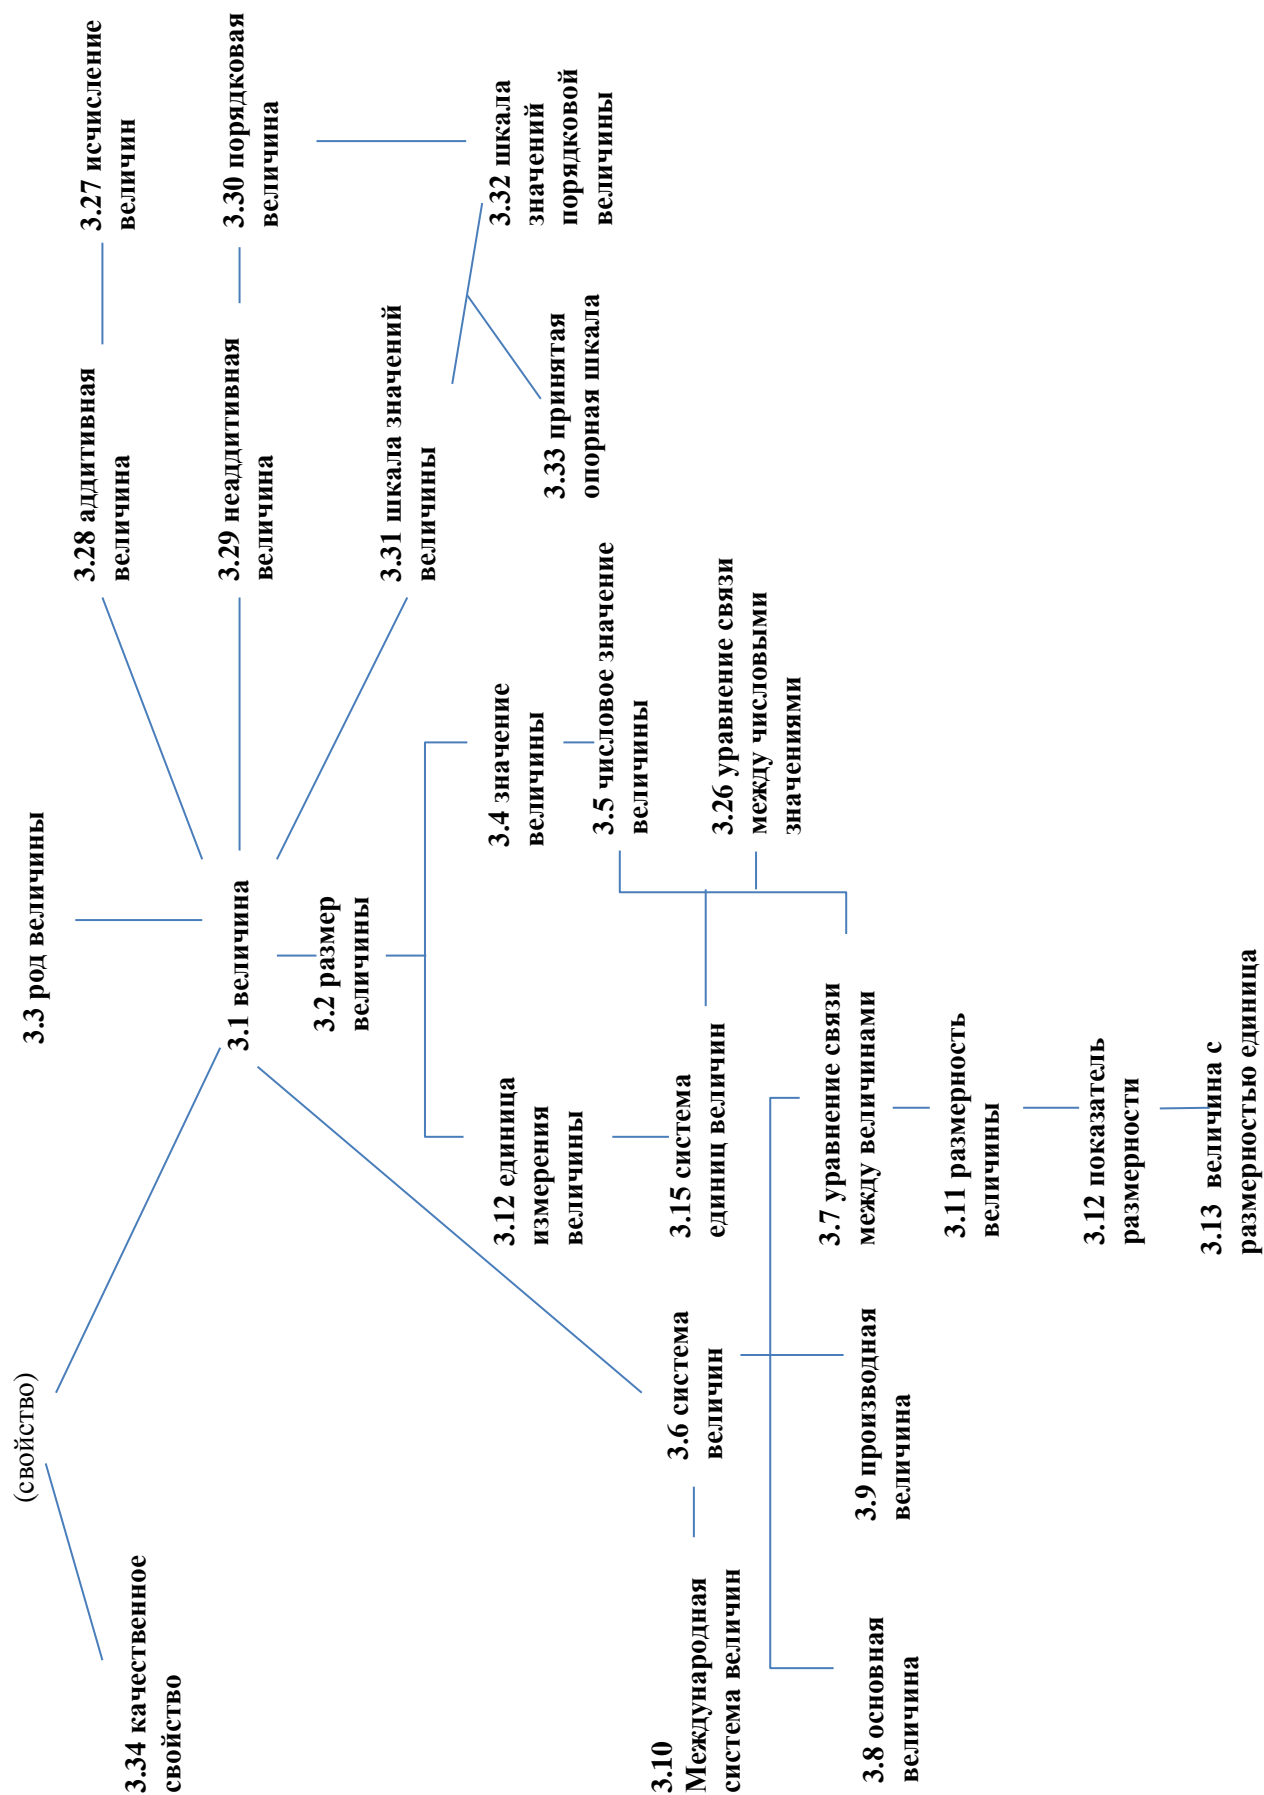 (свойство)
3.34 качественное
свойство
3.3 род величины
3.1 величина
3.2 размер
величины
3.28 аддитивная
величина
3.27 исчисление
величин
3.29 неаддитивная
величина
3.30 порядковая
величина
3.31 шкала значений
величины
3.32 шкала
значений
порядковой
величины
3.33 принятая
опорная шкала
3.12 единица
измерения
величины
3.4 значение
величины
3.15 система
единиц величин
3.5 числовое значение
величины
3.26 уравнение связи
между числовыми
значениями
3.10
Международная
система величин
3.6 система
величин
3.8 основная
величина
3.9 производная
величина
3.7 уравнение связи
между величинами
3.11 размерность
величины
3.12 показатель
размерности
3.13 величина с
размерностью единица